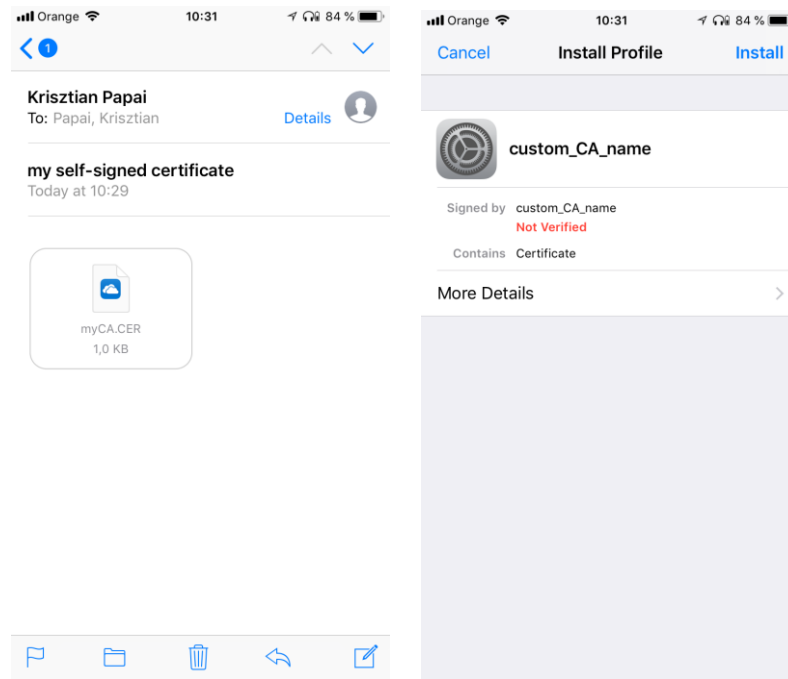 Orange 10:31 84 %
1
Krisztian Papai
To: Papai, Krisztian Details
my self-signed certificate
Today at 10:29
myCA.CER
1,0 KB
Orange 10:31 84 %
Cancel Install Profile Install
custom_CA_name
Signed by custom_CA_name
Not Verified
Contains Certificate
More Details